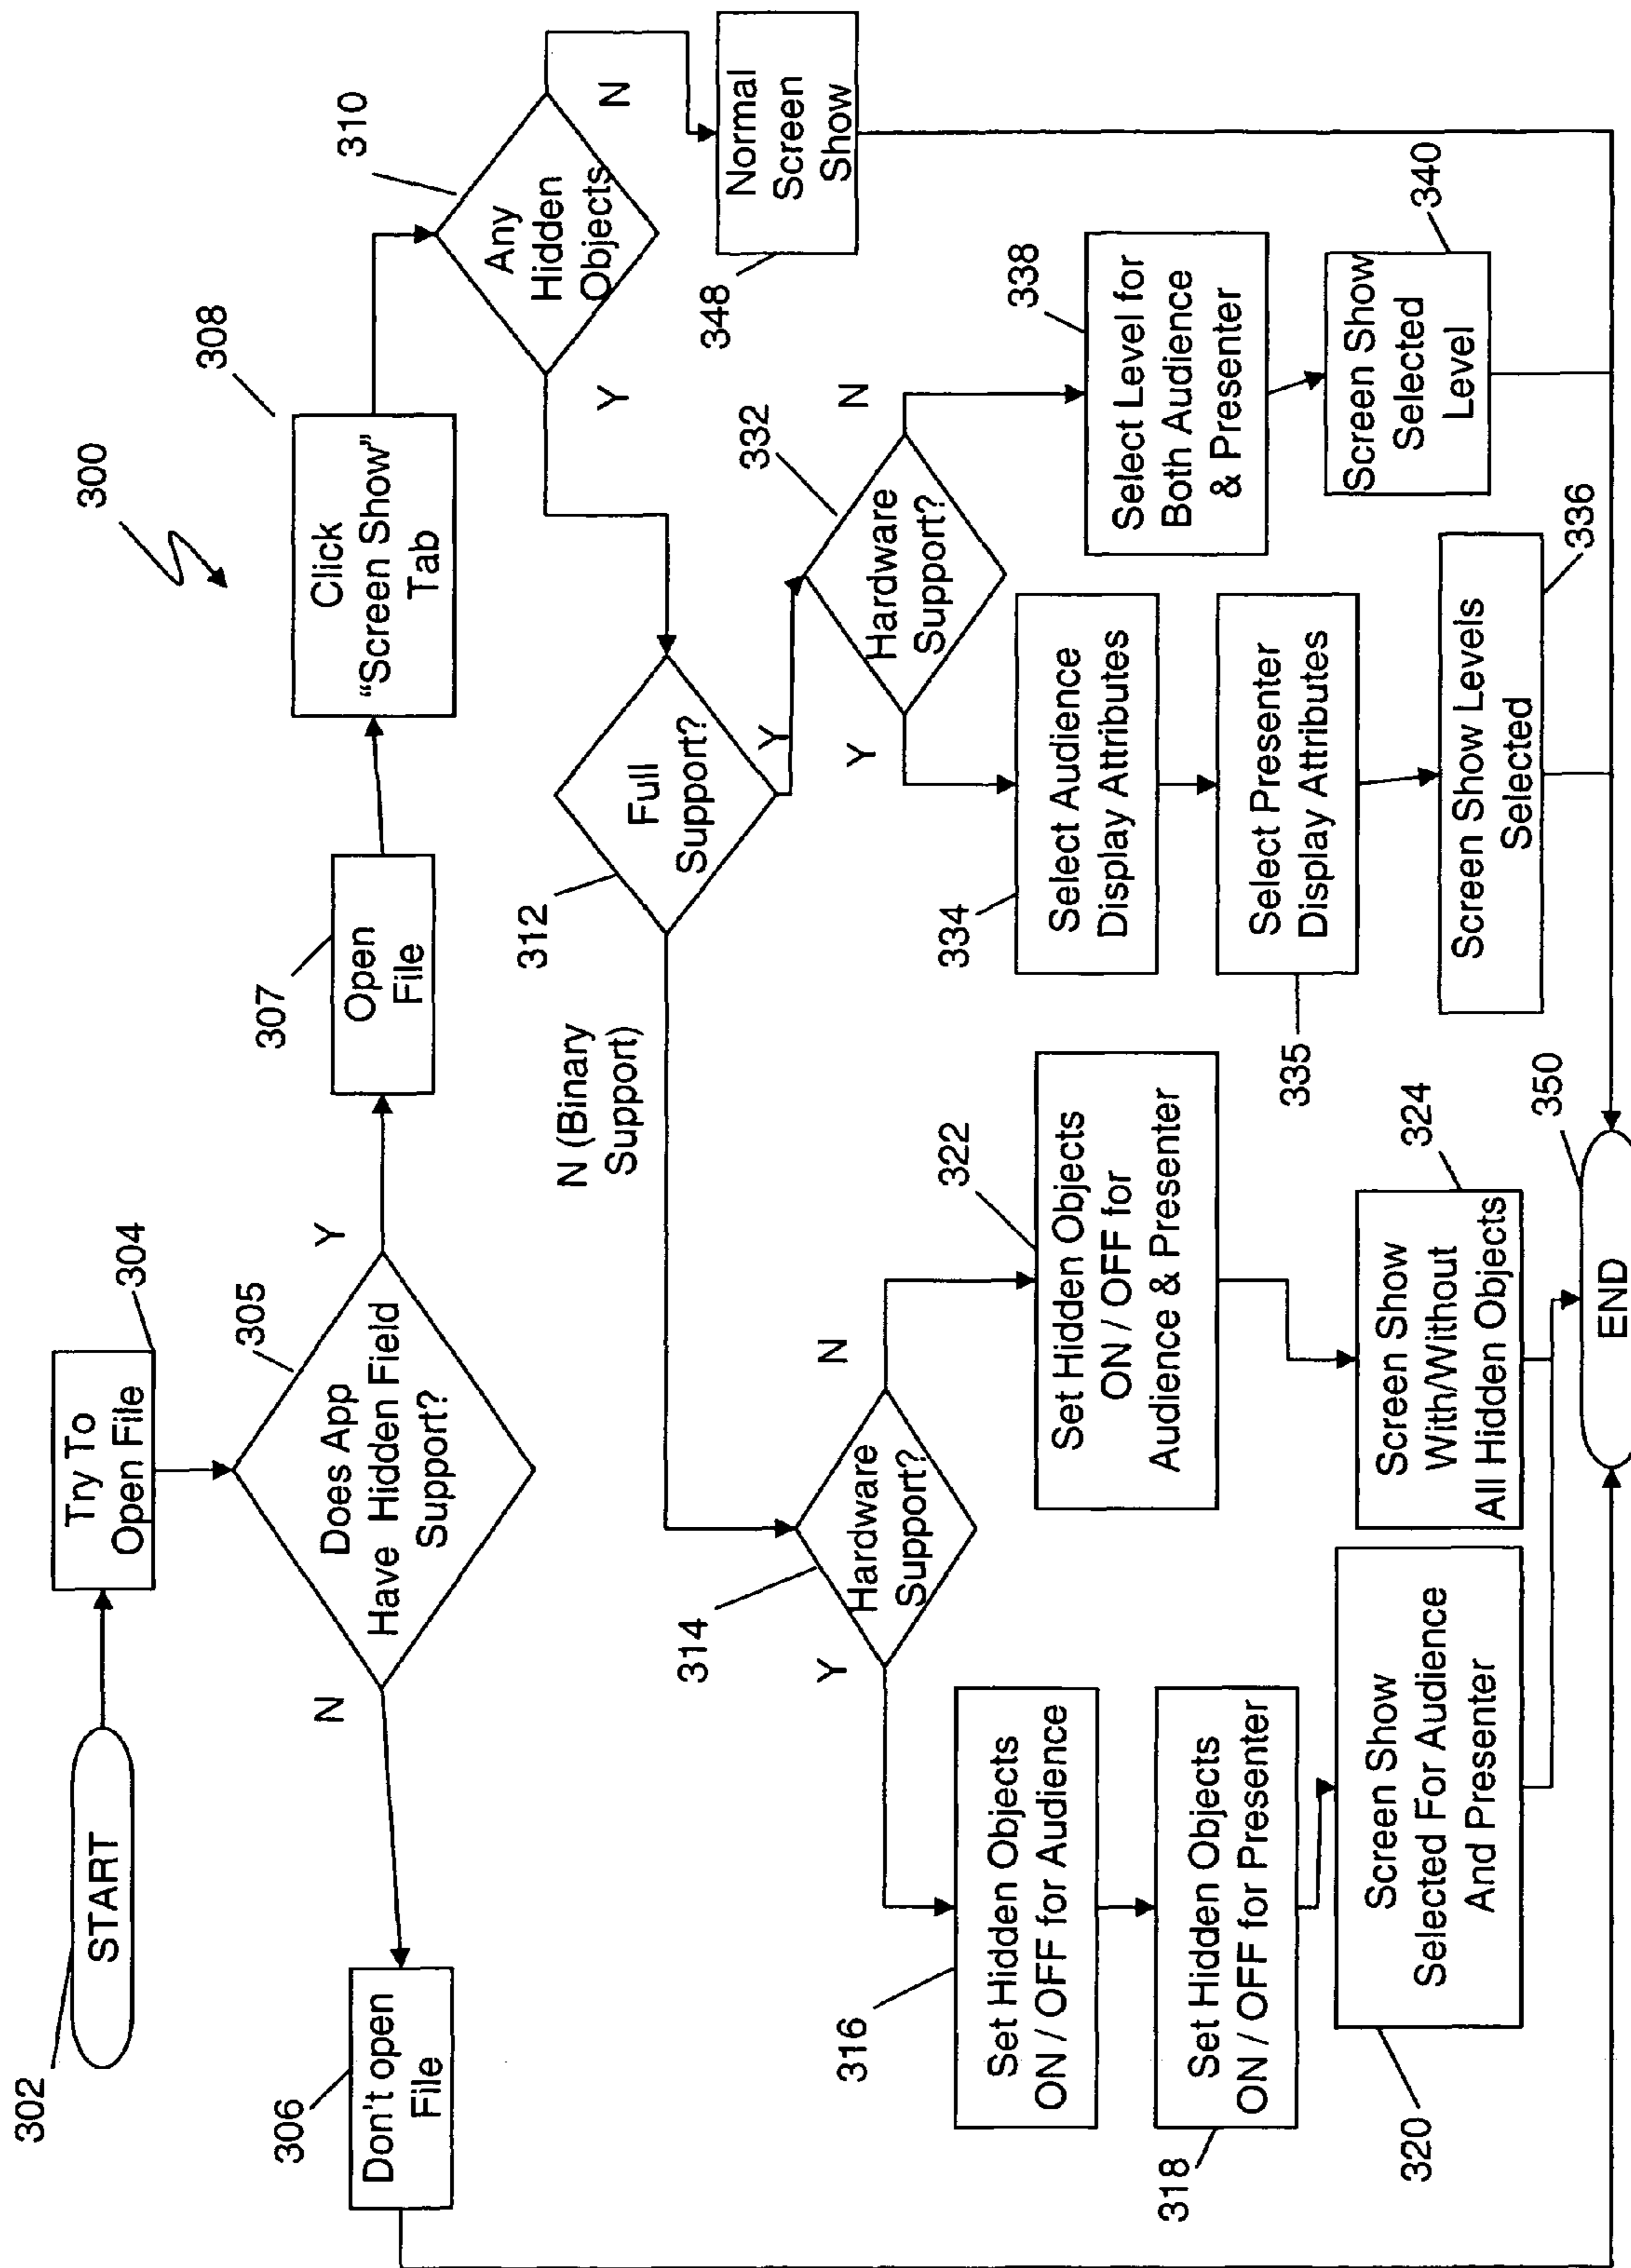 300
302
START
304
Try To
Open File
305
Does App
Have Hidden Field
Support?
N
Y
306
Don't open
File
307
Open
File
308
Click
“Screen Show”
Tab
310
Any
Hidden
Objects
Y
N
348
Normal
Screen
Show
312
Full
Support?
N (Binary
Support)
Y
314
Hardware
Support?
Y
N
316
Set Hidden Objects
ON / OFF for Audience
318
Set Hidden Objects
ON / OFF for Presenter
320
Screen Show
Selected For Audience
And Presenter
322
Set Hidden Objects
ON / OFF for
Audience & Presenter
324
Screen Show
With/Without
All Hidden Objects
332
Hardware
Support?
Y
N
334
Select Audience
Display Attributes
335
Select Presenter
Display Attributes
336
Screen Show Levels
Selected
338
Select Level for
Both Audience
& Presenter
340
Screen Show
Selected
Level
350
END